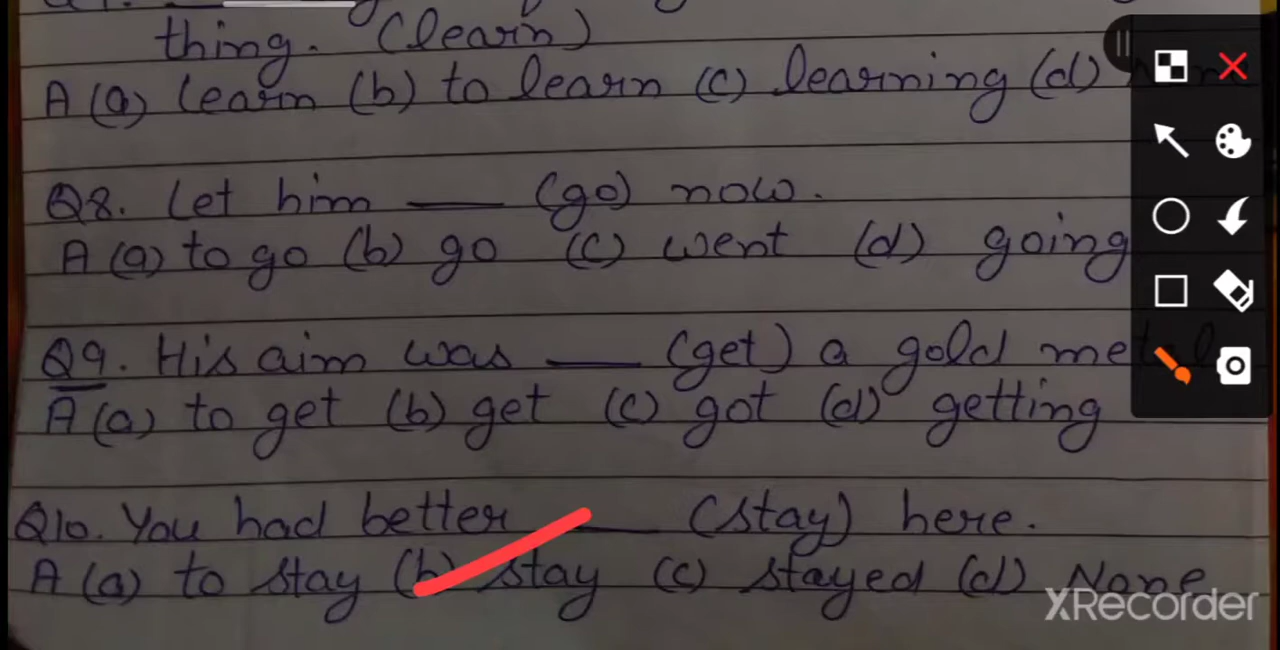 thing. (learn)
A (a) learn (b) to learn (c) learning (d)
Q8. Let him ___ (go) now.
A (a) to go (b) go (c) went (d) going
Q9. His aim was ___ (get) a gold
A (a) to get (b) get (c) got (d) getting
Q10. You had better ___ (stay) here.
A (a) to stay (b) stay (c) stayed (d) None
XRecorder